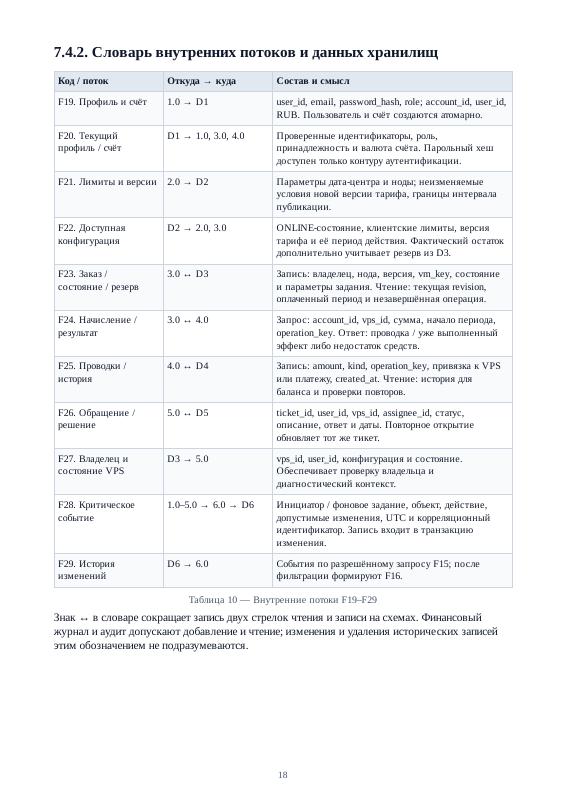 7.4.2. Словарь внутренних потоков и данных хранилищ
Код / поток
Откуда → куда
Состав и смысл
F19. Профиль и счёт
1.0 → D1
user_id, email, password_hash, role; account_id, user_id,
RUB. Пользователь и счёт создаются атомарно.
F20. Текущий
профиль / счёт
D1 → 1.0, 3.0, 4.0
Проверенные идентификаторы, роль,
принадлежность и валюта счёта. Парольный хеш
доступен только контуру аутентификации.
F21. Лимиты и версии
2.0 → D2
Параметры дата-центра и ноды; неизменяемые
условия новой версии тарифа, границы интервала
публикации.
F22. Доступная
конфигурация
D2 → 2.0, 3.0
ONLINE-состояние, клиентские лимиты, версия
тарифа и её период действия. Фактический остаток
дополнительно учитывает резерв из D3.
F23. Заказ /
состояние / резерв
3.0 ↔ D3
Запись: владелец, нода, версия, vm_key, состояние
и параметры задания. Чтение: текущая revision,
оплаченный период и незавершённая операция.
F24. Начисление /
результат
3.0 ↔ 4.0
Запрос: account_id, vps_id, сумма, начало периода,
operation_key. Ответ: проводка / уже выполненный
эффект либо недостаток средств.
F25. Проводки /
история
4.0 ↔ D4
Запись: amount, kind, operation_key, привязка к VPS
или платежу, created_at. Чтение: история для
баланса и проверки повторов.
F26. Обращение /
решение
5.0 ↔ D5
ticket_id, user_id, vps_id, assignee_id, статус,
описание, ответ и даты. Повторное открытие
обновляет тот же тикет.
F27. Владелец и
состояние VPS
D3 → 5.0
vps_id, user_id, конфигурация и состояние.
Обеспечивает проверку владельца и
диагностический контекст.
F28. Критическое
событие
1.0–5.0 → 6.0 → D6
Инициатор / фоновое задание, объект, действие,
допустимые изменения, UTC и корреляционный
идентификатор. Запись входит в транзакцию
изменения.
F29. История
изменений
D6 → 6.0
События по разрешённому запросу F15; после
фильтрации формируют F16.
Таблица 10 — Внутренние потоки F19–F29
Знак ↔ в словаре сокращает запись двух стрелок чтения и записи на схемах. Финансовый
журнал и аудит допускают добавление и чтение; изменения и удаления исторических записей
этим обозначением не подразумеваются.
18